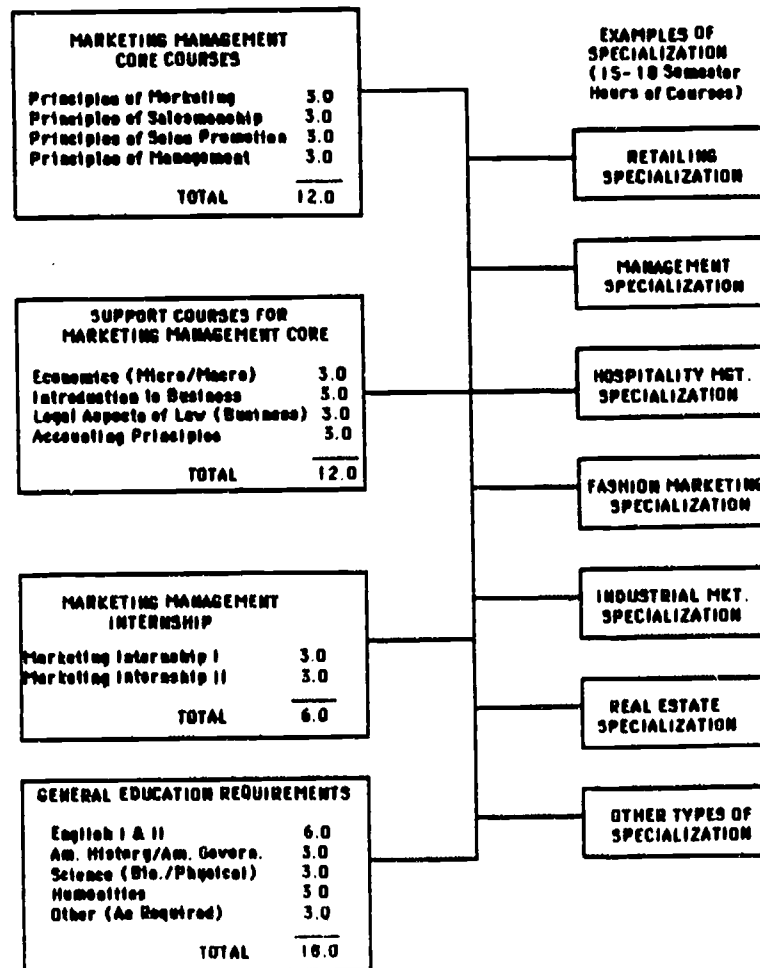 MARKETING MANAGEMENT
CORE COURSES
Principles of Marketing 3.0
Principles of Salesmanship 3.0
Principles of Sales Promotion 3.0
Principles of Management 3.0
TOTAL 12.0
SUPPORT COURSES FOR
MARKETING MANAGEMENT CORE
Economics (Micro/Macro) 3.0
Introduction to Business 3.0
Legal Aspects of Law (Business) 3.0
Accounting Principles 3.0
TOTAL 12.0
MARKETING MANAGEMENT
INTERNSHIP
Marketing Internship I 3.0
Marketing Internship II 3.0
TOTAL 6.0
GENERAL EDUCATION REQUIREMENTS
English I & II 6.0
Am. History/Am. Govern. 3.0
Science (Bio./Physical) 3.0
Humanities 3.0
Other (As Required) 3.0
TOTAL 18.0
EXAMPLES OF
SPECIALIZATION
(15-18 Semester
Hours of Courses)
RETAILING
SPECIALIZATION
MANAGEMENT
SPECIALIZATION
HOSPITALITY MGT.
SPECIALIZATION
FASHION MARKETING
SPECIALIZATION
INDUSTRIAL MKT.
SPECIALIZATION
REAL ESTATE
SPECIALIZATION
OTHER TYPES OF
SPECIALIZATION